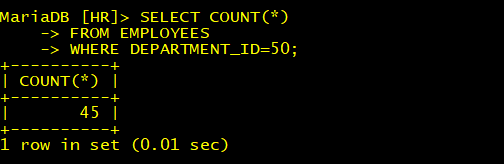 MariaDB [HR]> SELECT COUNT(*)
    -> FROM EMPLOYEES
    -> WHERE DEPARTMENT_ID=50;
+----------+
| COUNT(*) |
+----------+
|       45 |
+----------+
1 row in set (0.01 sec)